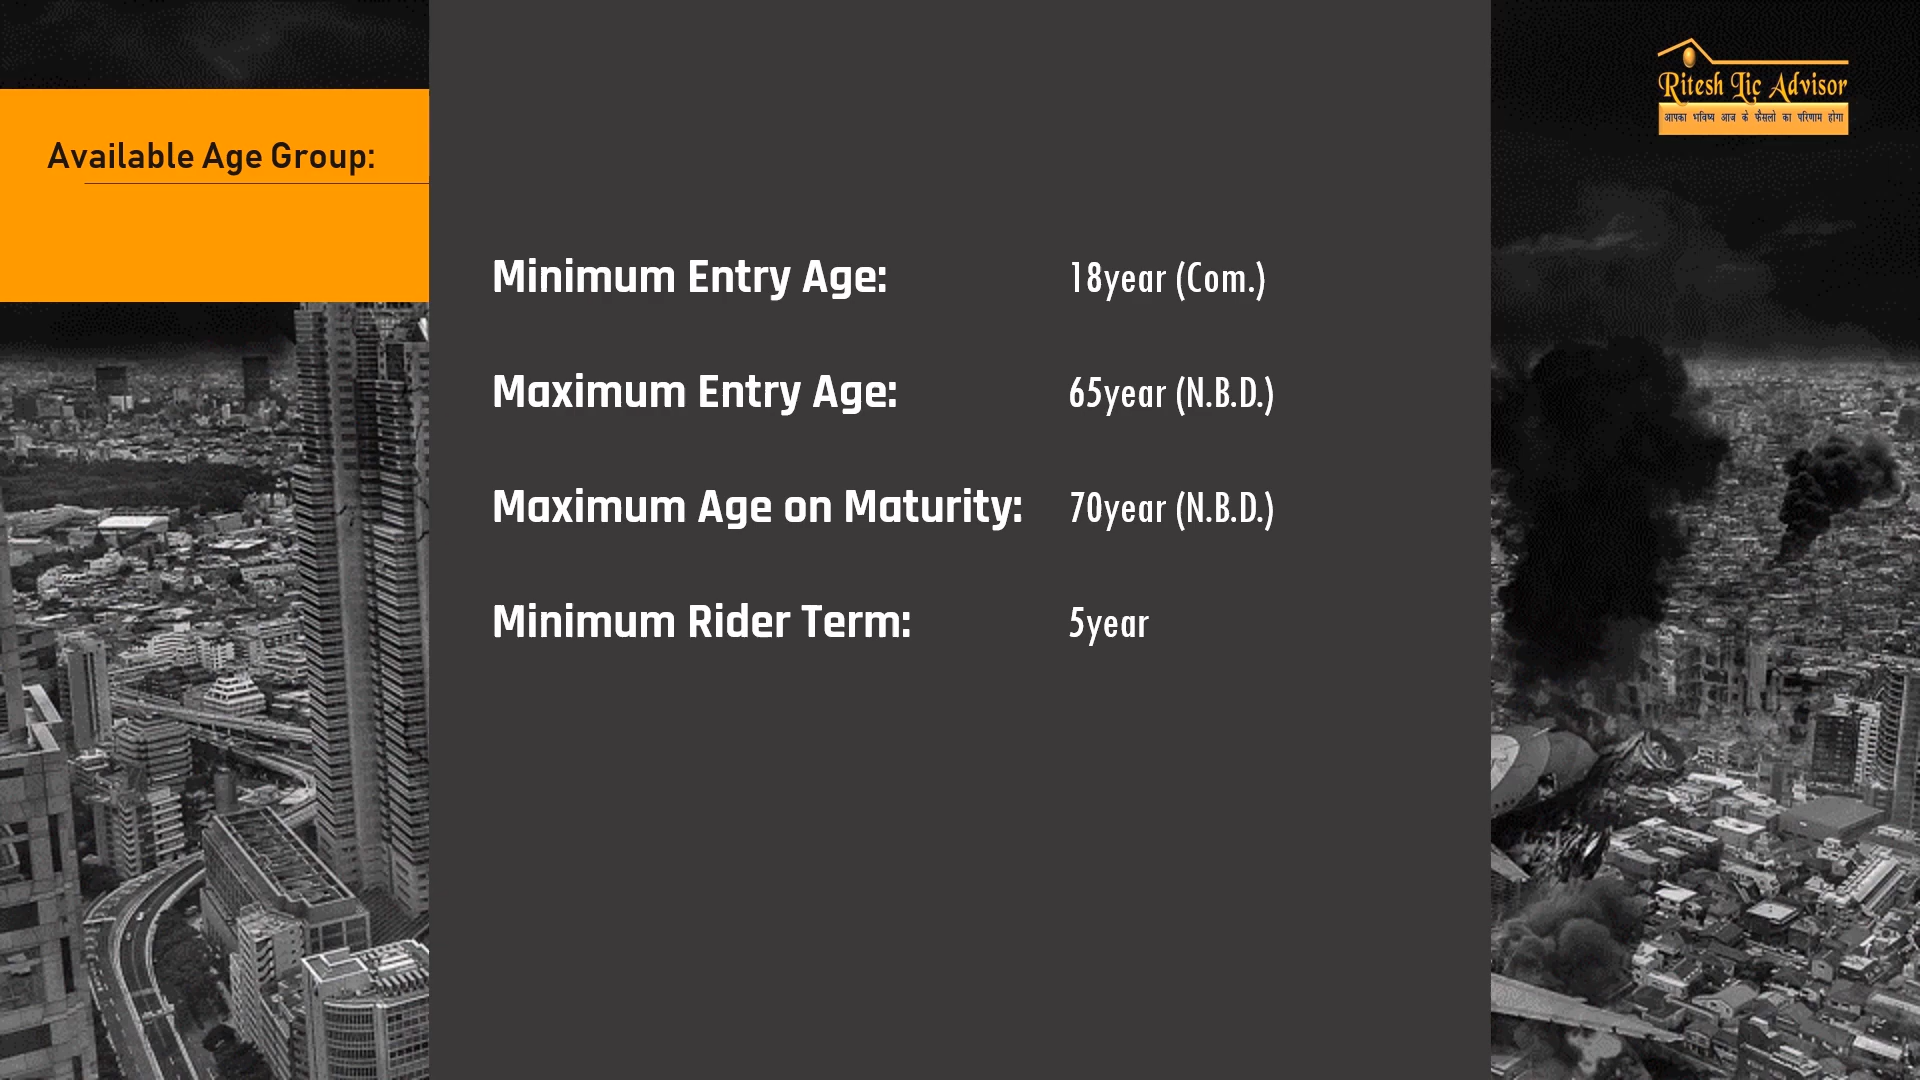 Available Age Group:
Ritesh Lic Advisor
आपका भविष्य आज के फैसलो का परिणाम होगा
Minimum Entry Age: 18year (Com.)
Maximum Entry Age: 65year (N.B.D.)
Maximum Age on Maturity: 70year (N.B.D.)
Minimum Rider Term: 5year